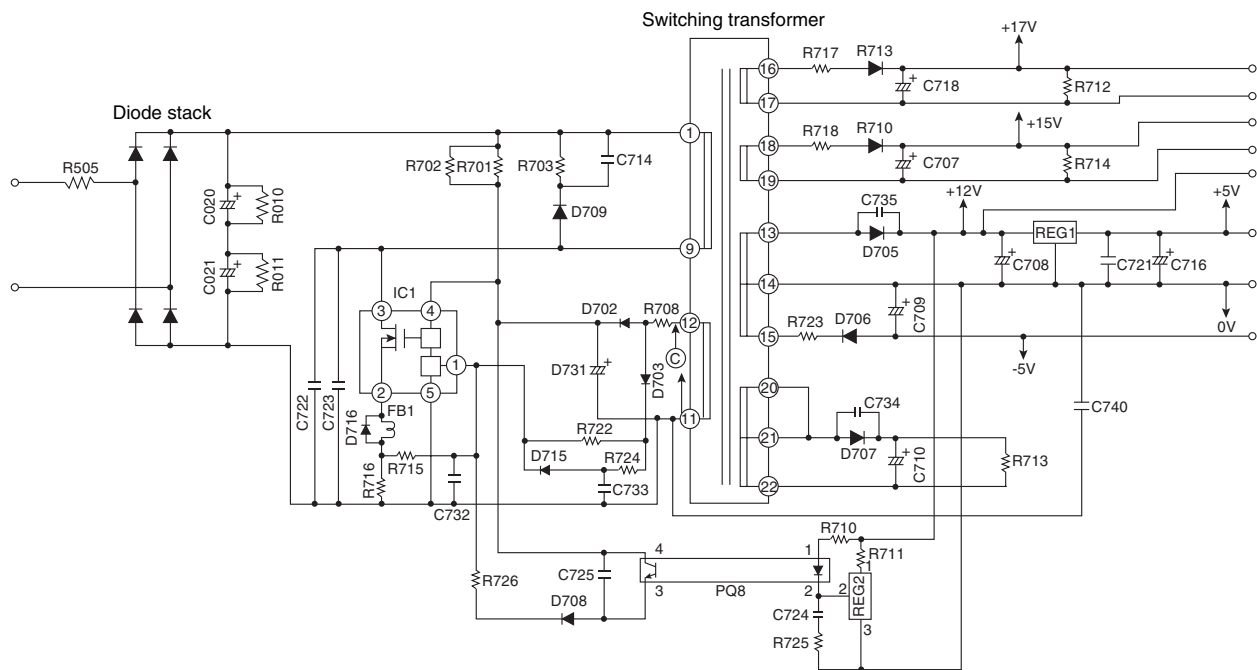 Switching transformer
Diode stack
+17V
R717
R713
16
C718
R712
17
+15V
R718
R710
18
C707
R714
19
R505
R702
R701
R703
C714
1
C020
R010
D709
C735
+12V
+5V
13
D705
REG1
C708
C721
C716
9
C021
R011
14
IC1
3
4
D702
R708
12
C709
0V
R723
D706
15
-5V
C
1
D731
D703
20
C722
C723
2
5
11
C734
C740
D716
FB1
R722
21
D707
C710
R713
R715
D715
R724
R716
C733
22
C732
R710
4
1
R711
1
R726
C725
3
PQ8
2
2
REG2
D708
C724
3
R725